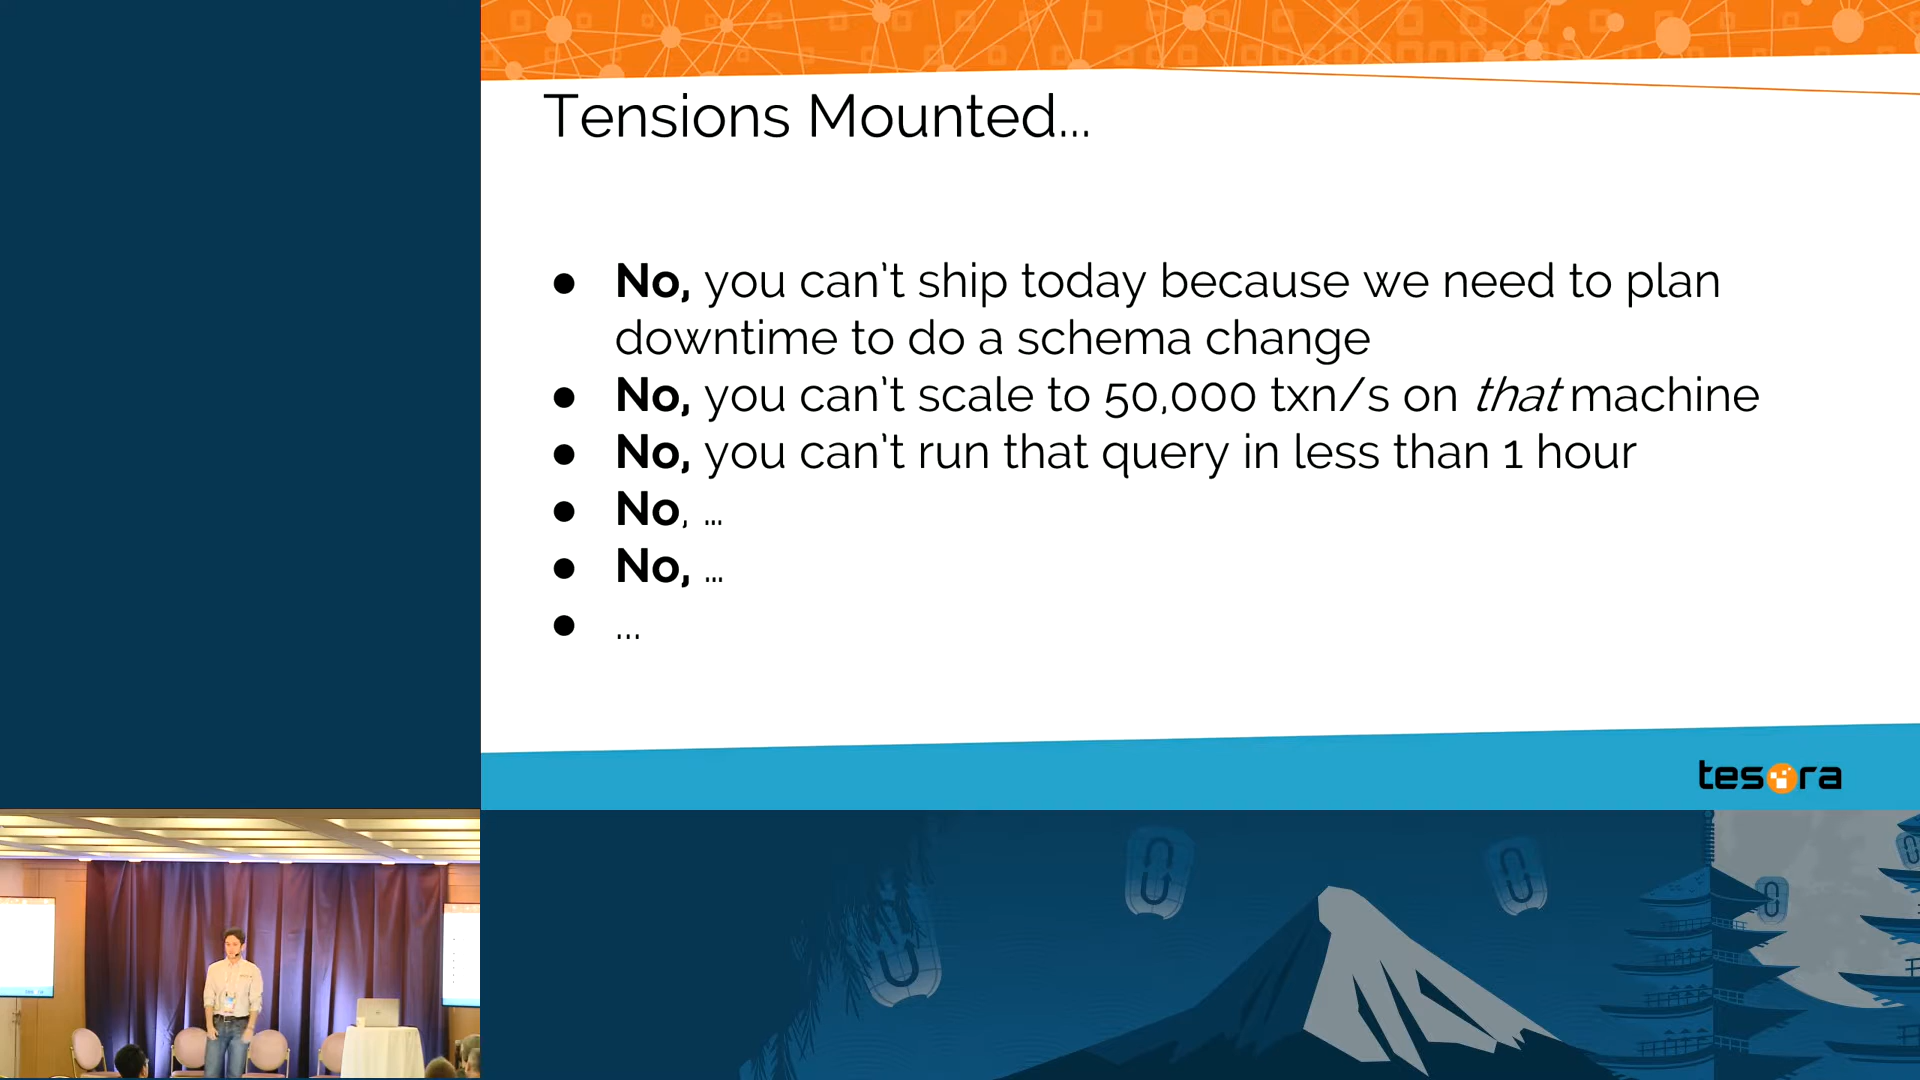 Tensions Mounted...
● No, you can't ship today because we need to plan
downtime to do a schema change
● No, you can't scale to 50,000 txn/s on that machine
● No, you can't run that query in less than 1 hour
● No, ...
● No, ...
● ...
tesora